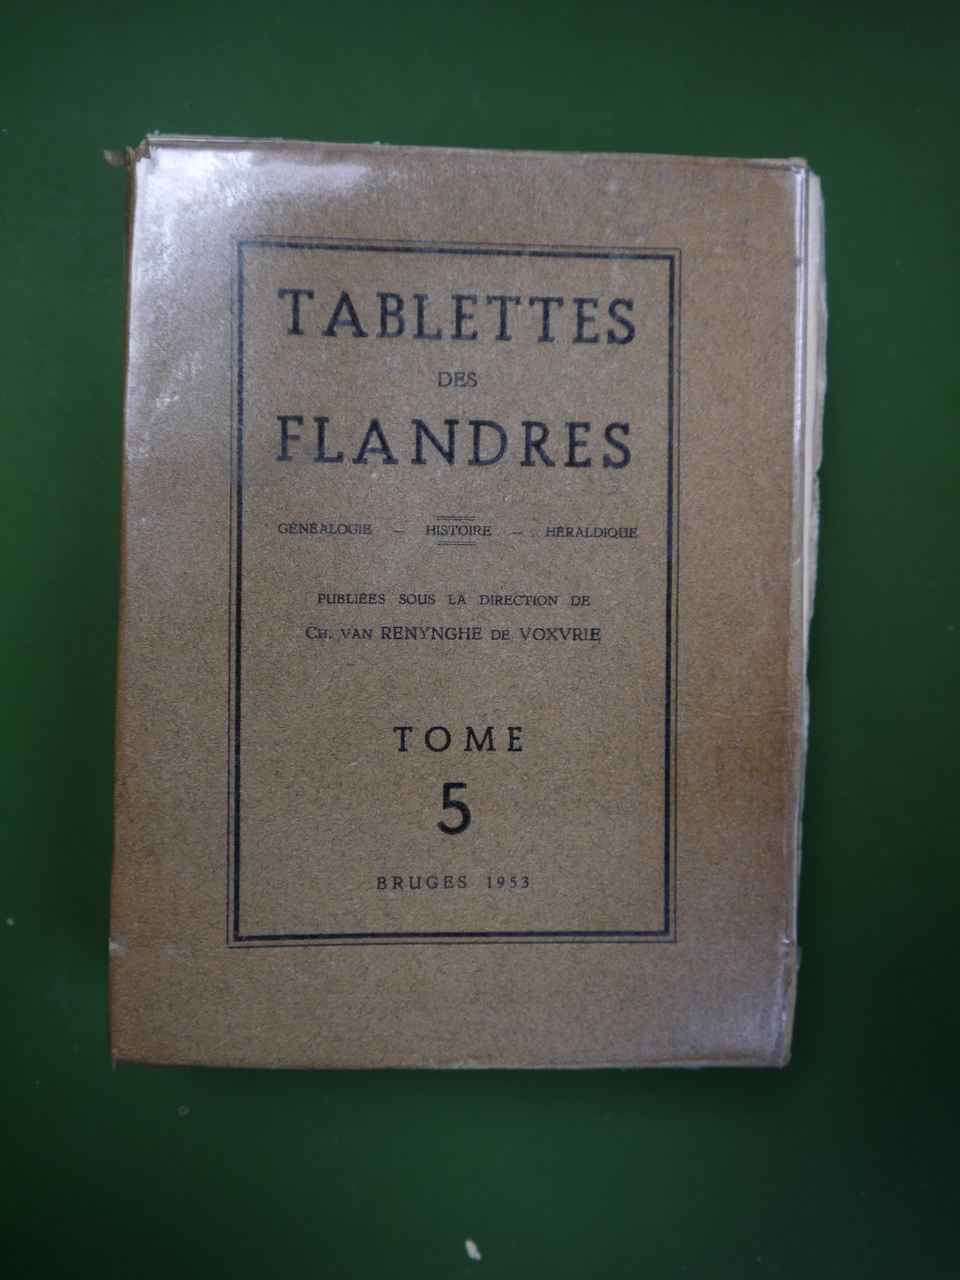 TABLETTES
DES
FLANDRES
GÉNÉALOGIE — HISTOIRE — HÉRALDIQUE
PUBLIÉES SOUS LA DIRECTION DE
CH. VAN RENYNGHE DE VOXVRIE
TOME
5
BRUGES 1953